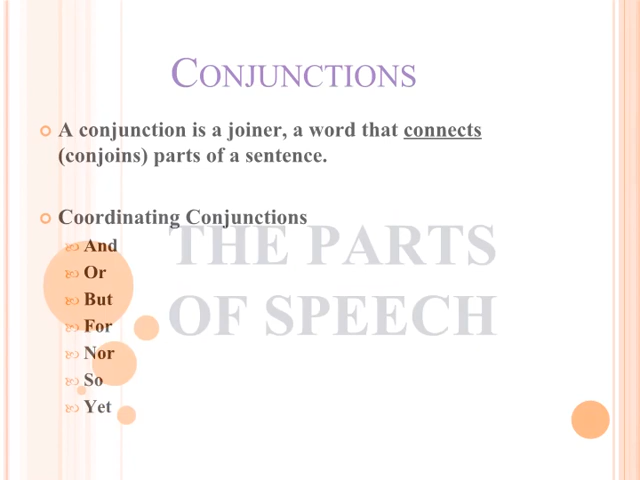 CONJUNCTIONS
A conjunction is a joiner, a word that connects
(conjoins) parts of a sentence.
Coordinating Conjunctions
And
Or
But
For
Nor
So
Yet
THE PARTS
OF SPEECH